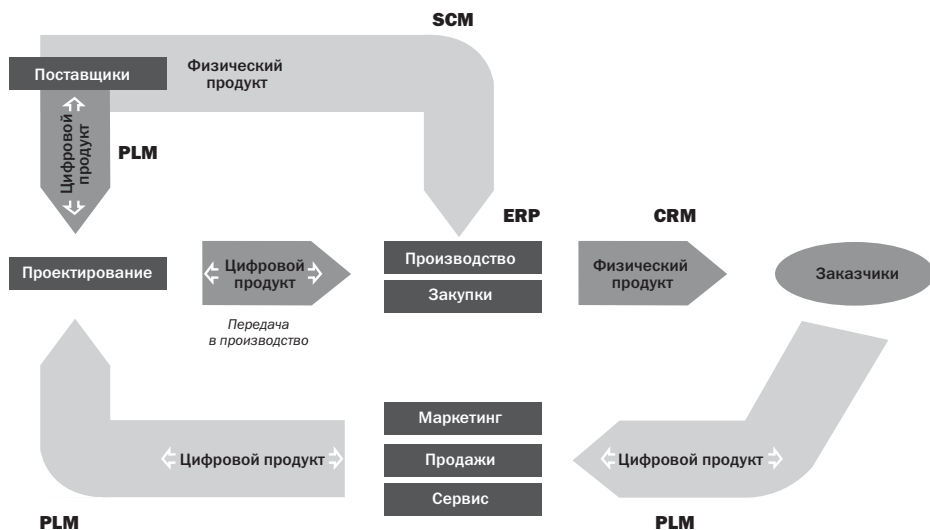 SCM
Поставщики
Физический
продукт
Цифровой
продукт
PLM
ERP
CRM
Проектирование
Цифровой
продукт
Передача
в производство
Производство
Закупки
Физический
продукт
Заказчики
Маркетинг
Продажи
Сервис
Цифровой продукт
Цифровой продукт
PLM
PLM